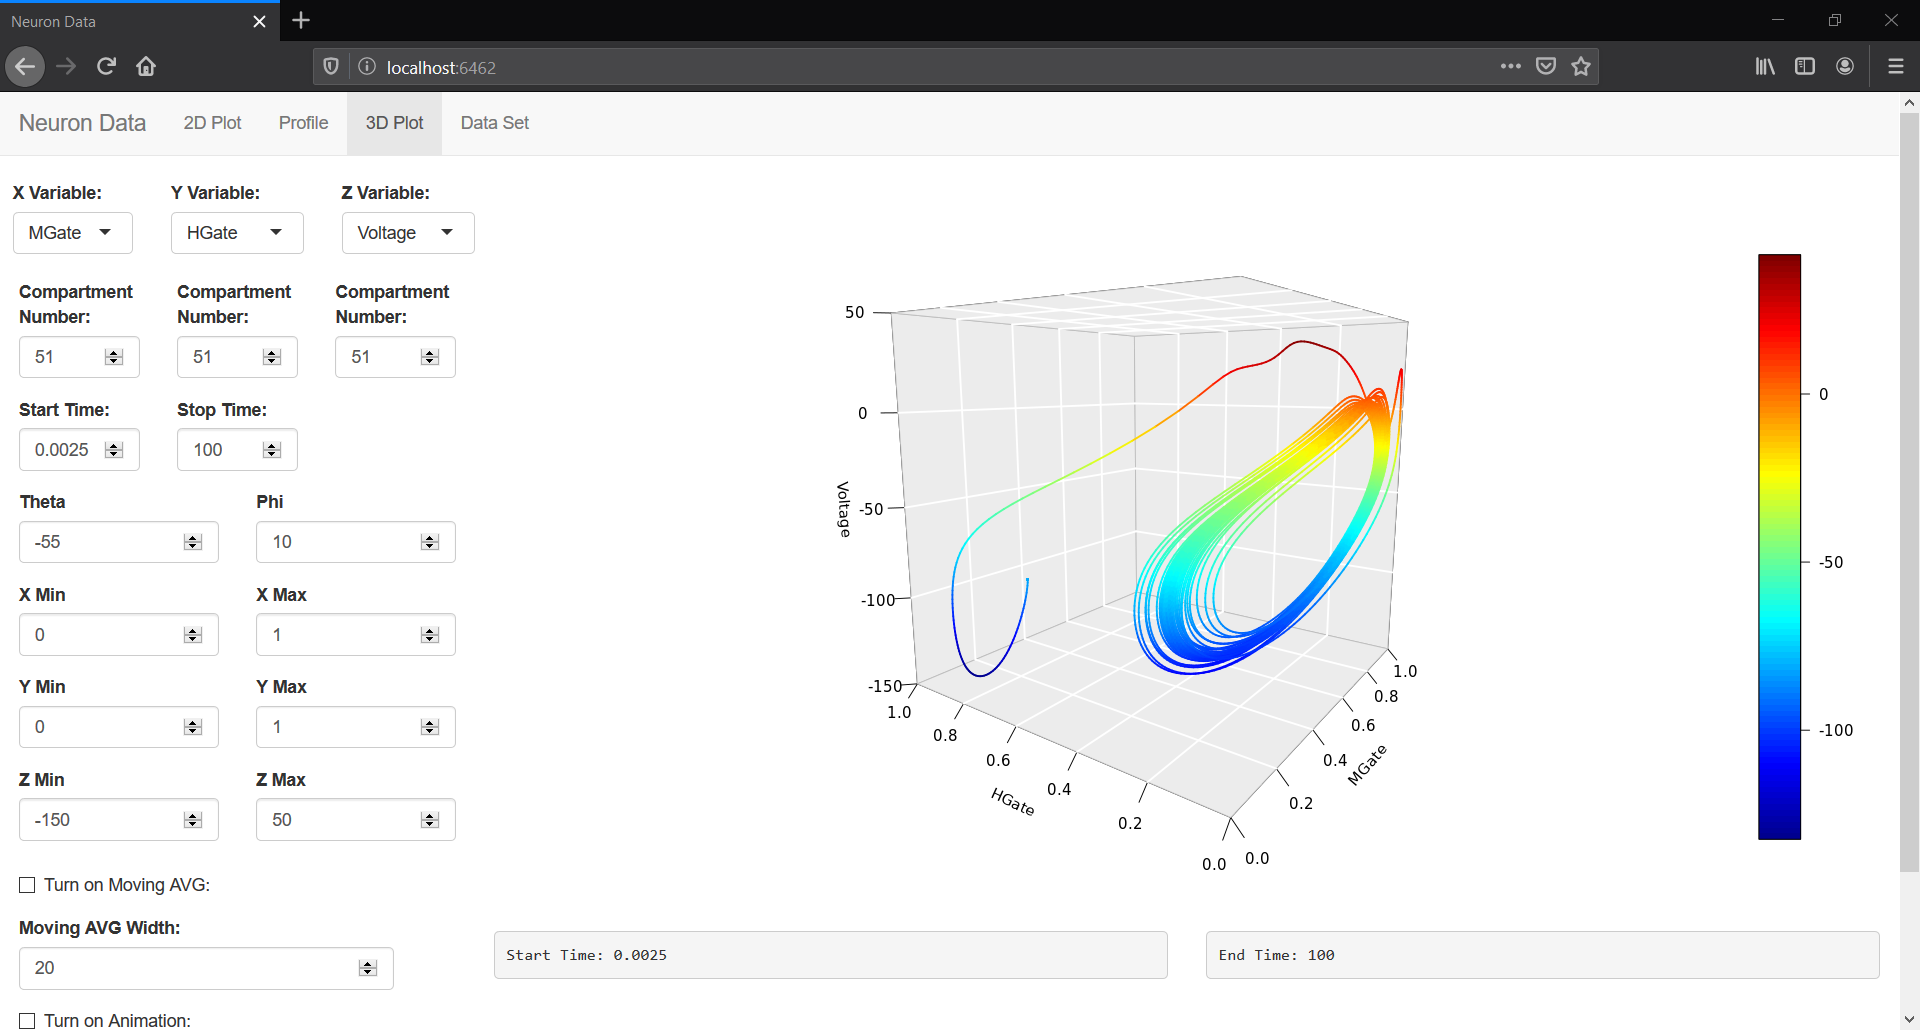 Neuron Data
localhost:6462
Neuron Data 2D Plot Profile 3D Plot Data Set
X Variable: Y Variable: Z Variable:
MGate HGate Voltage
Compartment Compartment Compartment
Number: Number: Number:
51 51 51
Start Time: Stop Time:
0.0025 100
Theta Phi
-55 10
X Min X Max
0 1
Y Min Y Max
0 1
Z Min Z Max
-150 50
Turn on Moving AVG:
Moving AVG Width:
20
Turn on Animation:
50
0
-50
-100
-150
Voltage
1.0
0.8
0.6
0.4
0.2
0.0
HGate
0.0
0.2
0.4
0.6
0.8
1.0
MGate
0
-50
-100
Start Time: 0.0025
End Time: 100